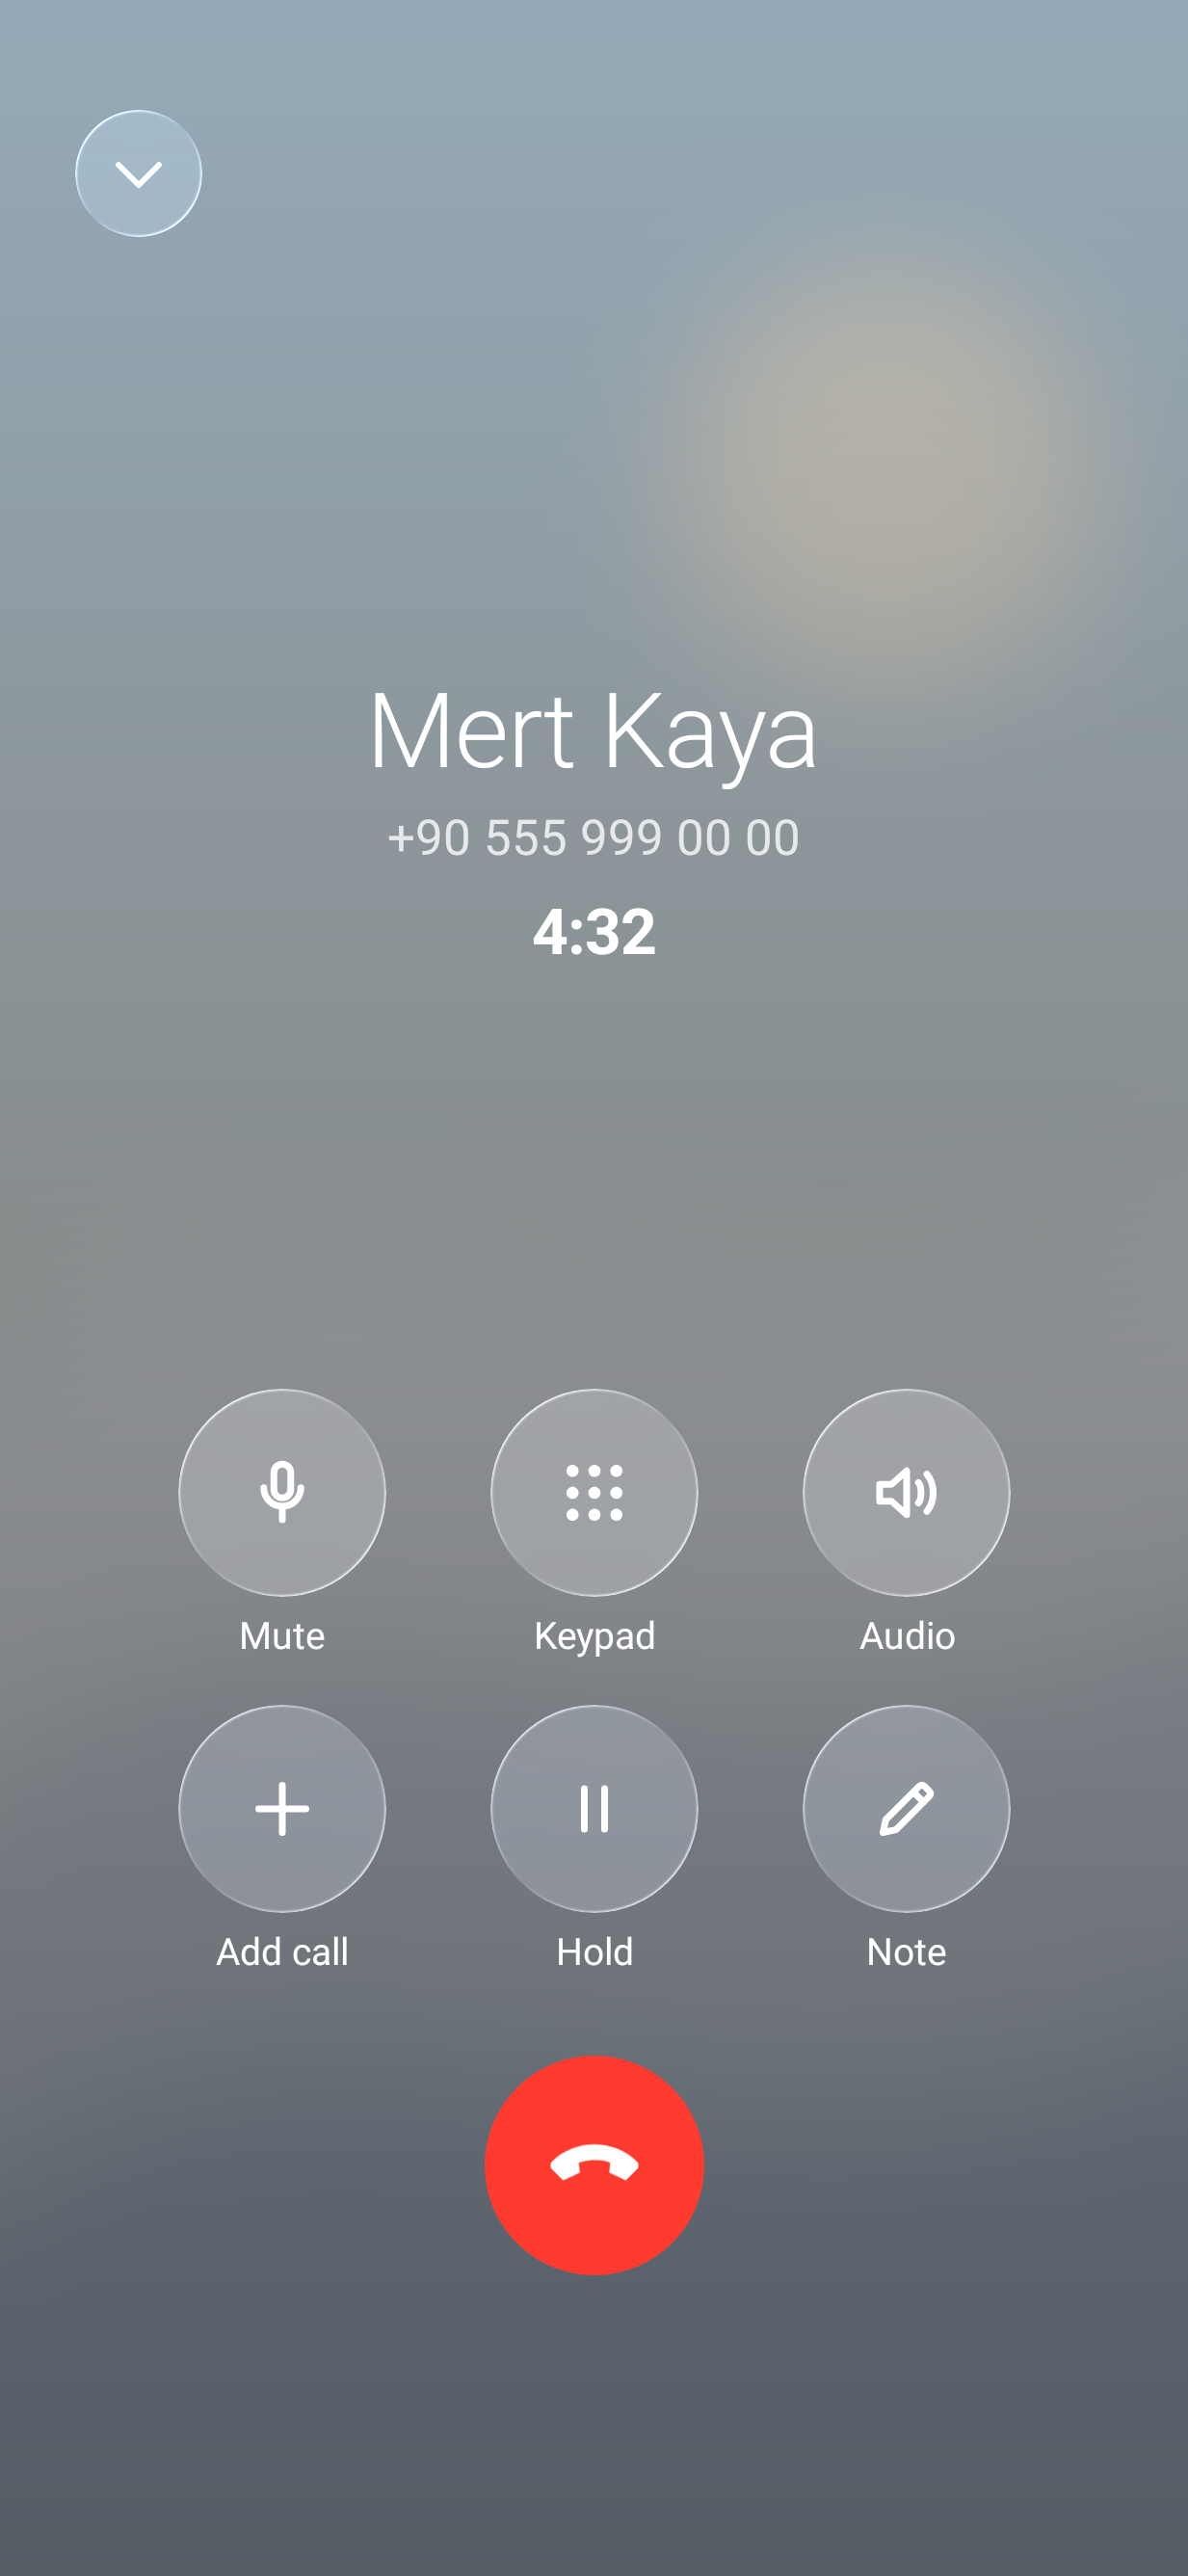 Mert Kaya
+90 555 999 00 00
4:32
Mute
Keypad
Audio
Add call
Hold
Note